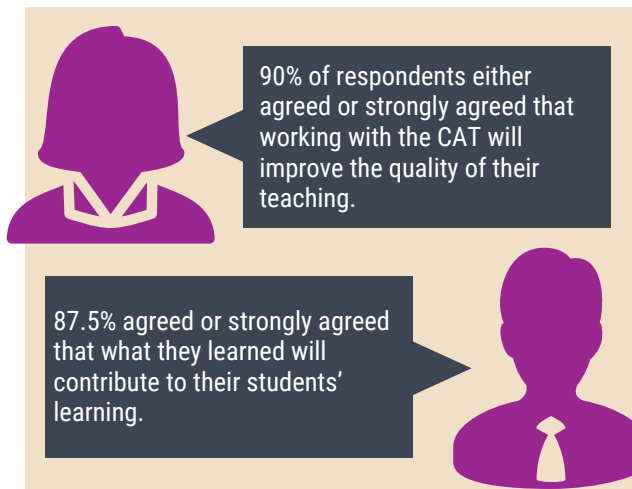 90% of respondents either
agreed or strongly agreed that
working with the CAT will
improve the quality of their
teaching.
87.5% agreed or strongly agreed
that what they learned will
contribute to their students’
learning.